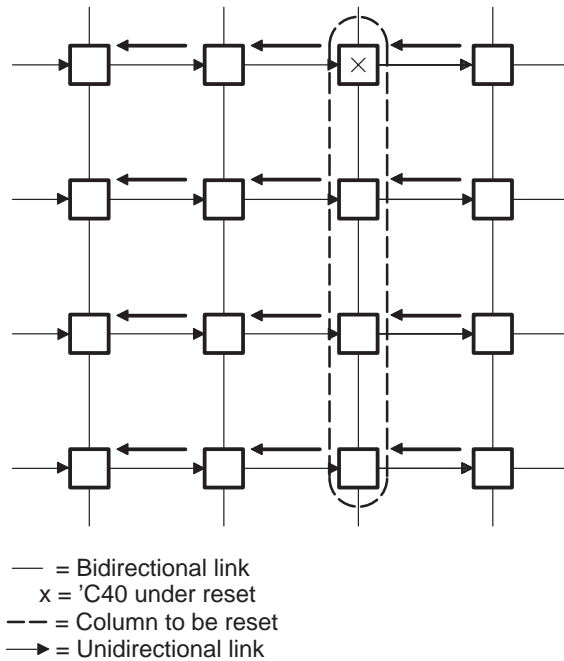 = Bidirectional link
x = 'C40 under reset
= Column to be reset
= Unidirectional link